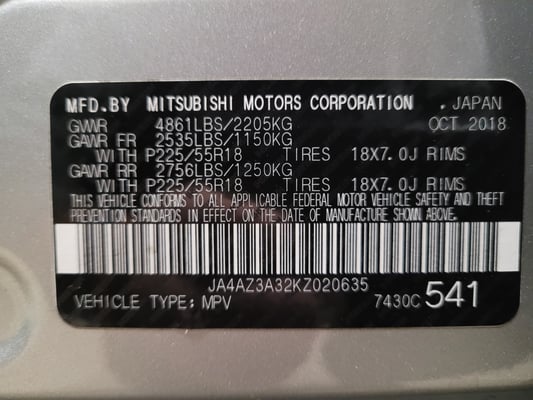 MFD.BY MITSUBISHI MOTORS CORPORATION . JAPAN
GVWR 4861LBS/2205KG OCT 2018
GAWR FR 2535LBS/1150KG
WITH P225/55R18 TIRES 18X7.0J RIMS
GAWR RR 2756LBS/1250KG
WITH P225/55R18 TIRES 18X7.0J RIMS
THIS VEHICLE CONFORMS TO ALL APPLICABLE FEDERAL MOTOR VEHICLE SAFETY AND THEFT
PREVENTION STANDARDS IN EFFECT ON THE DATE OF MANUFACTURE SHOWN ABOVE.
JA4AZ3A32KZ020635
VEHICLE TYPE: MPV 7430C 541